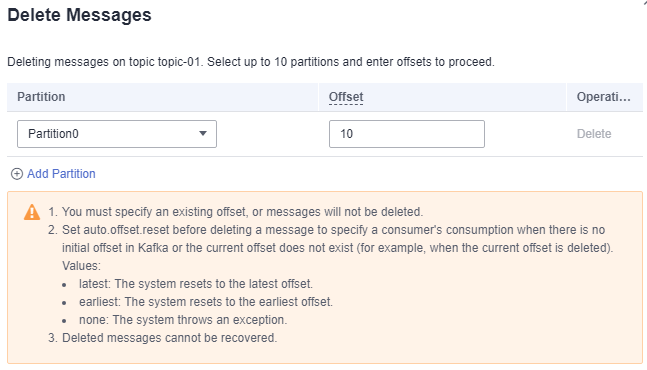 Delete Messages
Deleting messages on topic topic-01. Select up to 10 partitions and enter offsets to proceed.
Partition Offset Operati...
Partition0 10 Delete
Add Partition
1. You must specify an existing offset, or messages will not be deleted.
2. Set auto.offset.reset before deleting a message to specify a consumer's consumption when there is no
initial offset in Kafka or the current offset does not exist (for example, when the current offset is deleted).
Values:
• latest: The system resets to the latest offset.
• earliest: The system resets to the earliest offset.
• none: The system throws an exception.
3. Deleted messages cannot be recovered.